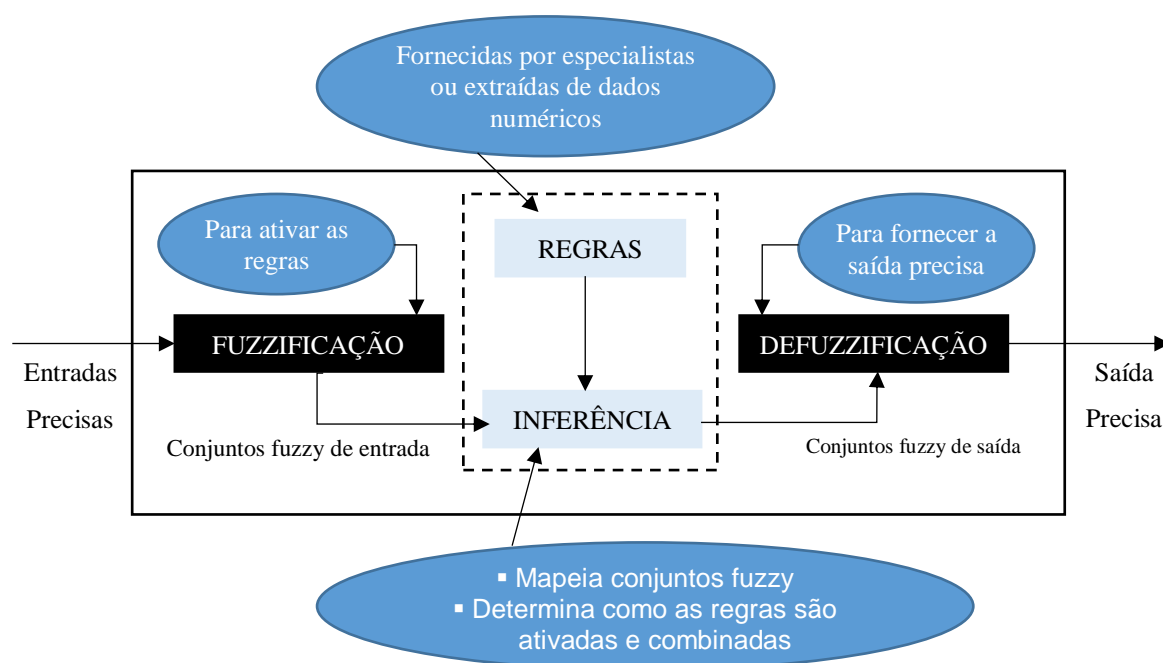 Fornecidas por especialistas
ou extraídas de dados
numéricos
Para ativar as
regras
REGRAS
Para fornecer a
saída precisa
FUZZIFICAÇÃO
DEFUZZIFICAÇÃO
Entradas
Precisas
Saída
Precisa
INFERÊNCIA
Conjuntos fuzzy de entrada
Conjuntos fuzzy de saída
▪ Mapeia conjuntos fuzzy
▪ Determina como as regras são
ativadas e combinadas